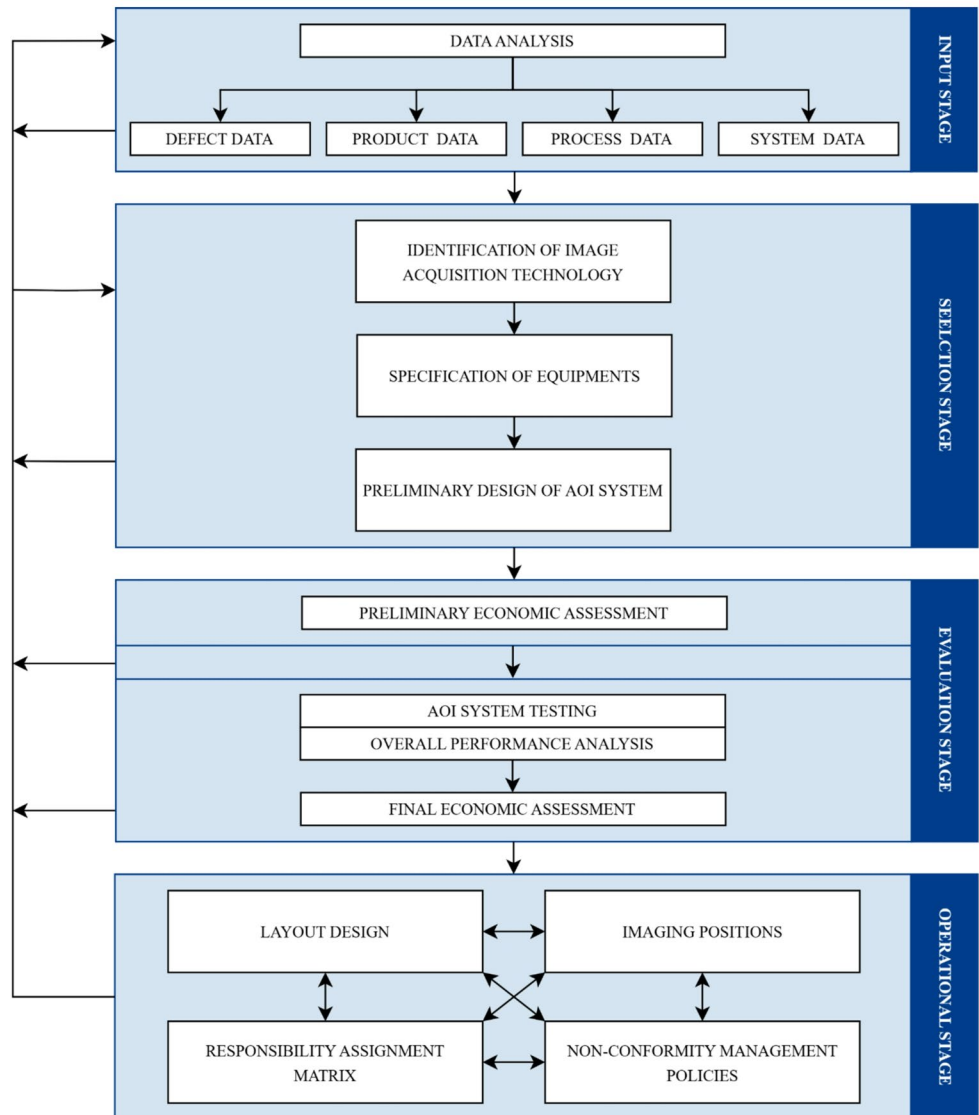 DATA ANALYSIS
DEFECT DATA
PRODUCT DATA
PROCESS DATA
SYSTEM DATA
INPUT STAGE
IDENTIFICATION OF IMAGE
ACQUISITION TECHNOLOGY
SPECIFICATION OF EQUIPMENTS
PRELIMINARY DESIGN OF AOI SYSTEM
SEELCTION STAGE
PRELIMINARY ECONOMIC ASSESSMENT
AOI SYSTEM TESTING
OVERALL PERFORMANCE ANALYSIS
FINAL ECONOMIC ASSESSMENT
EVALUATION STAGE
LAYOUT DESIGN
IMAGING POSITIONS
RESPONSIBILITY ASSIGNMENT
MATRIX
NON-CONFORMITY MANAGEMENT
POLICIES
OPERATIONAL STAGE